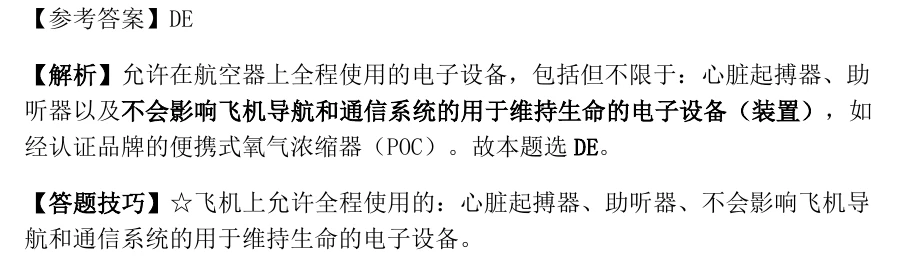 【参考答案】DE
【解析】允许在航空器上全程使用的电子设备，包括但不限于：心脏起搏器、助
听器以及不会影响飞机导航和通信系统的用于维持生命的电子设备（装置），如
经认证品牌的便携式氧气浓缩器（POC）。故本题选 DE。
【答题技巧】☆飞机上允许全程使用的：心脏起搏器、助听器、不会影响飞机导
航和通信系统的用于维持生命的电子设备。